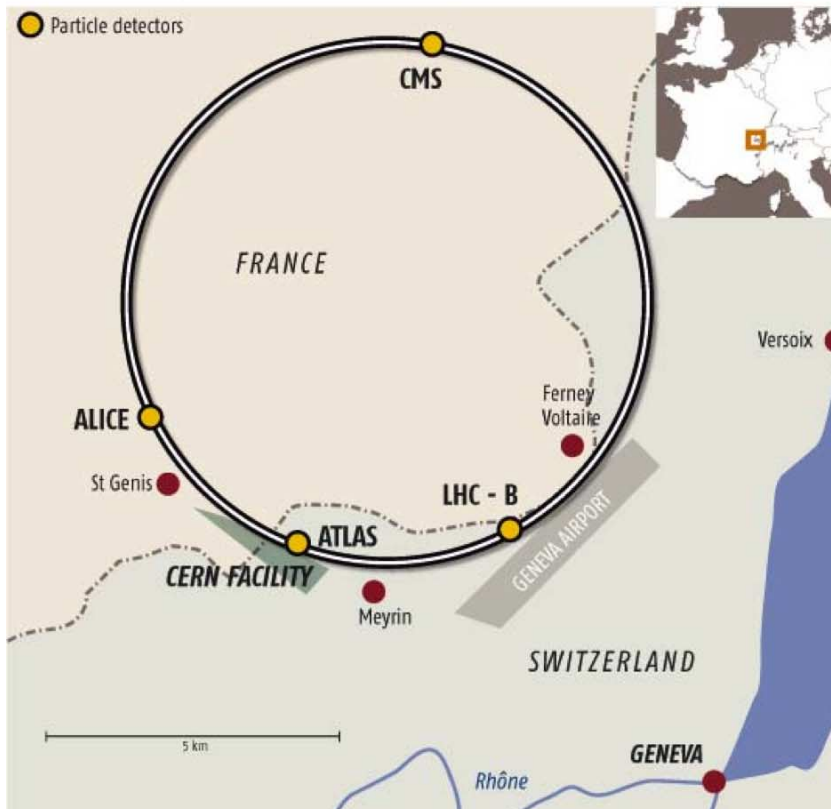 Particle detectors
CMS
FRANCE
Versoix
Ferney
Voltaire
ALICE
St Genis
LHC - B
ATLAS
GENEVA AIRPORT
CERN FACILITY
Meyrin
SWITZERLAND
5 km
GENEVA
Rhône